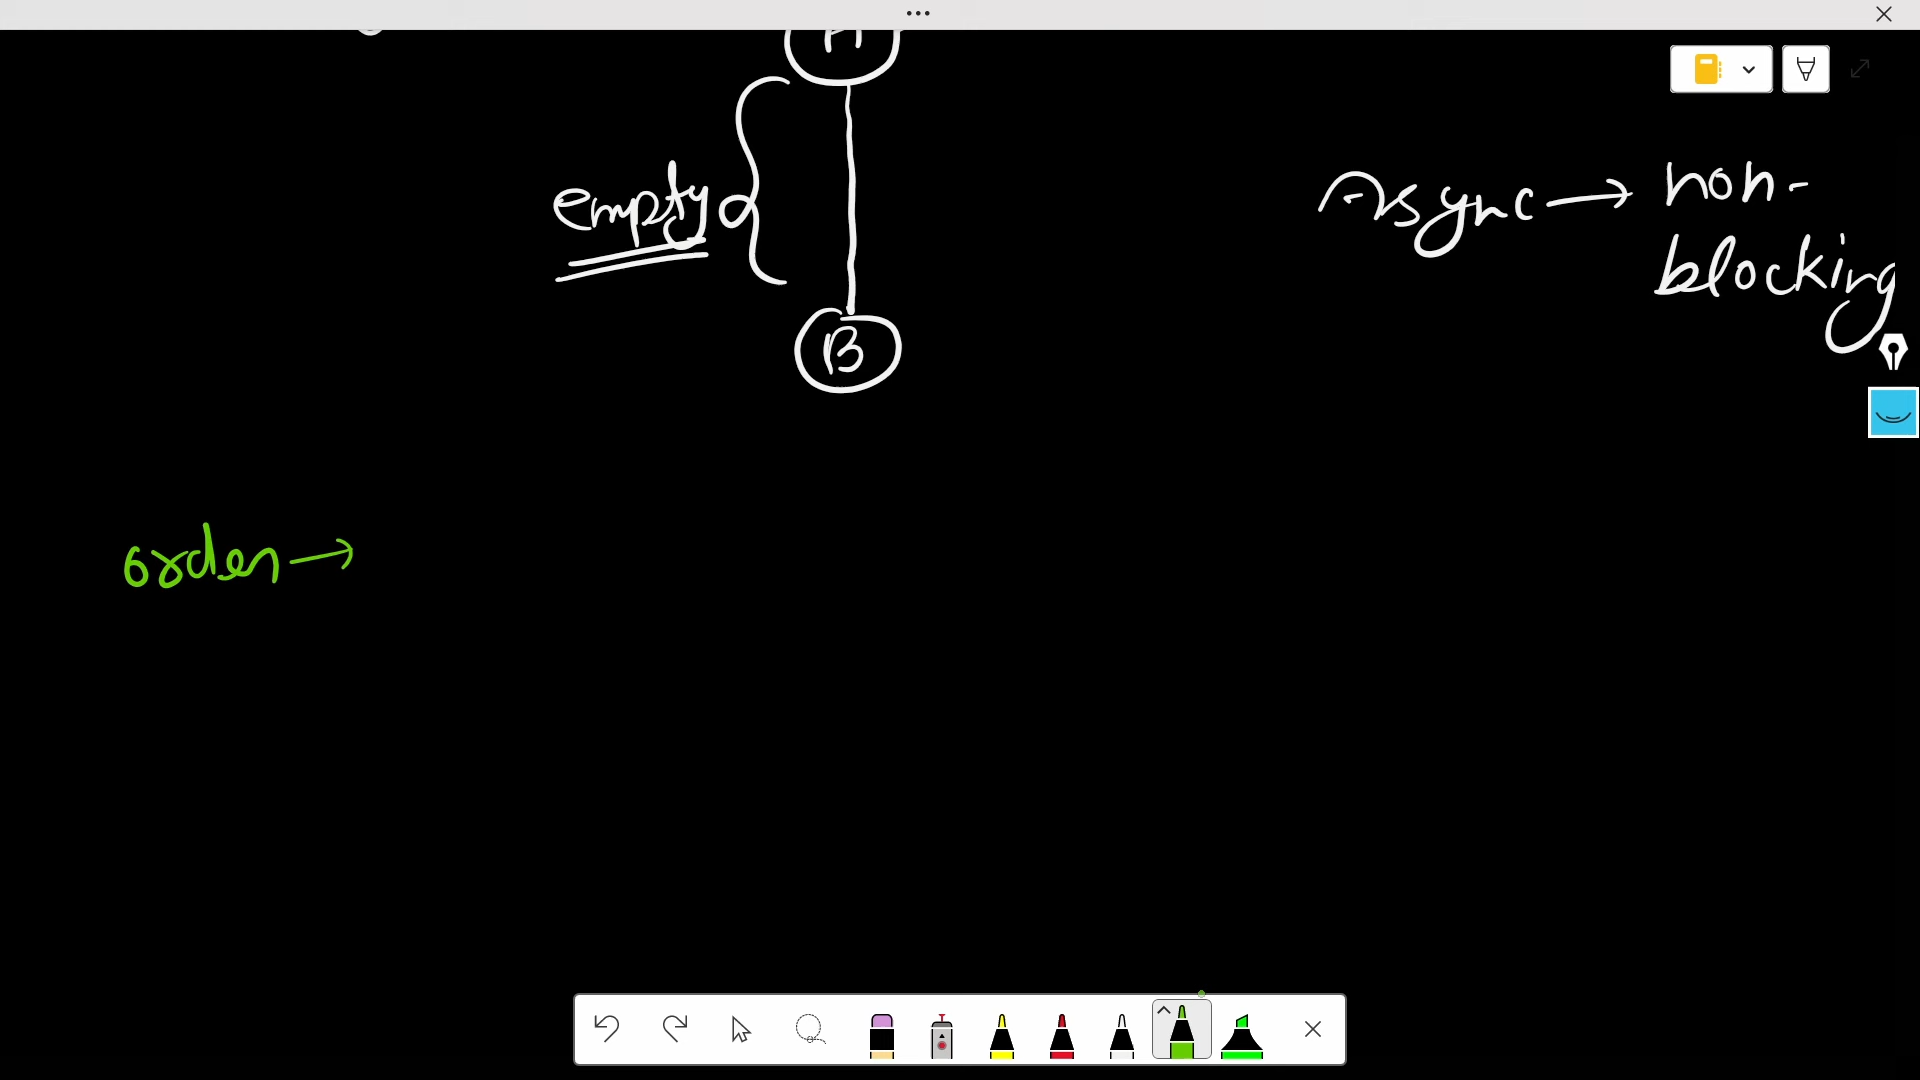 A
empty
Async → non-
blocking
B
order →